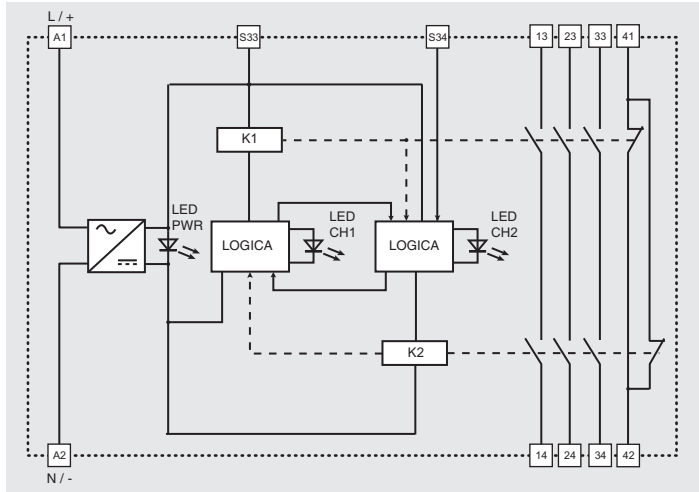 L / +
A1
S33
S34
13
23
33
41
K1
LED
PWR
LOGICA
LED
CH1
LOGICA
LED
CH2
K2
A2
N / -
14
24
34
42